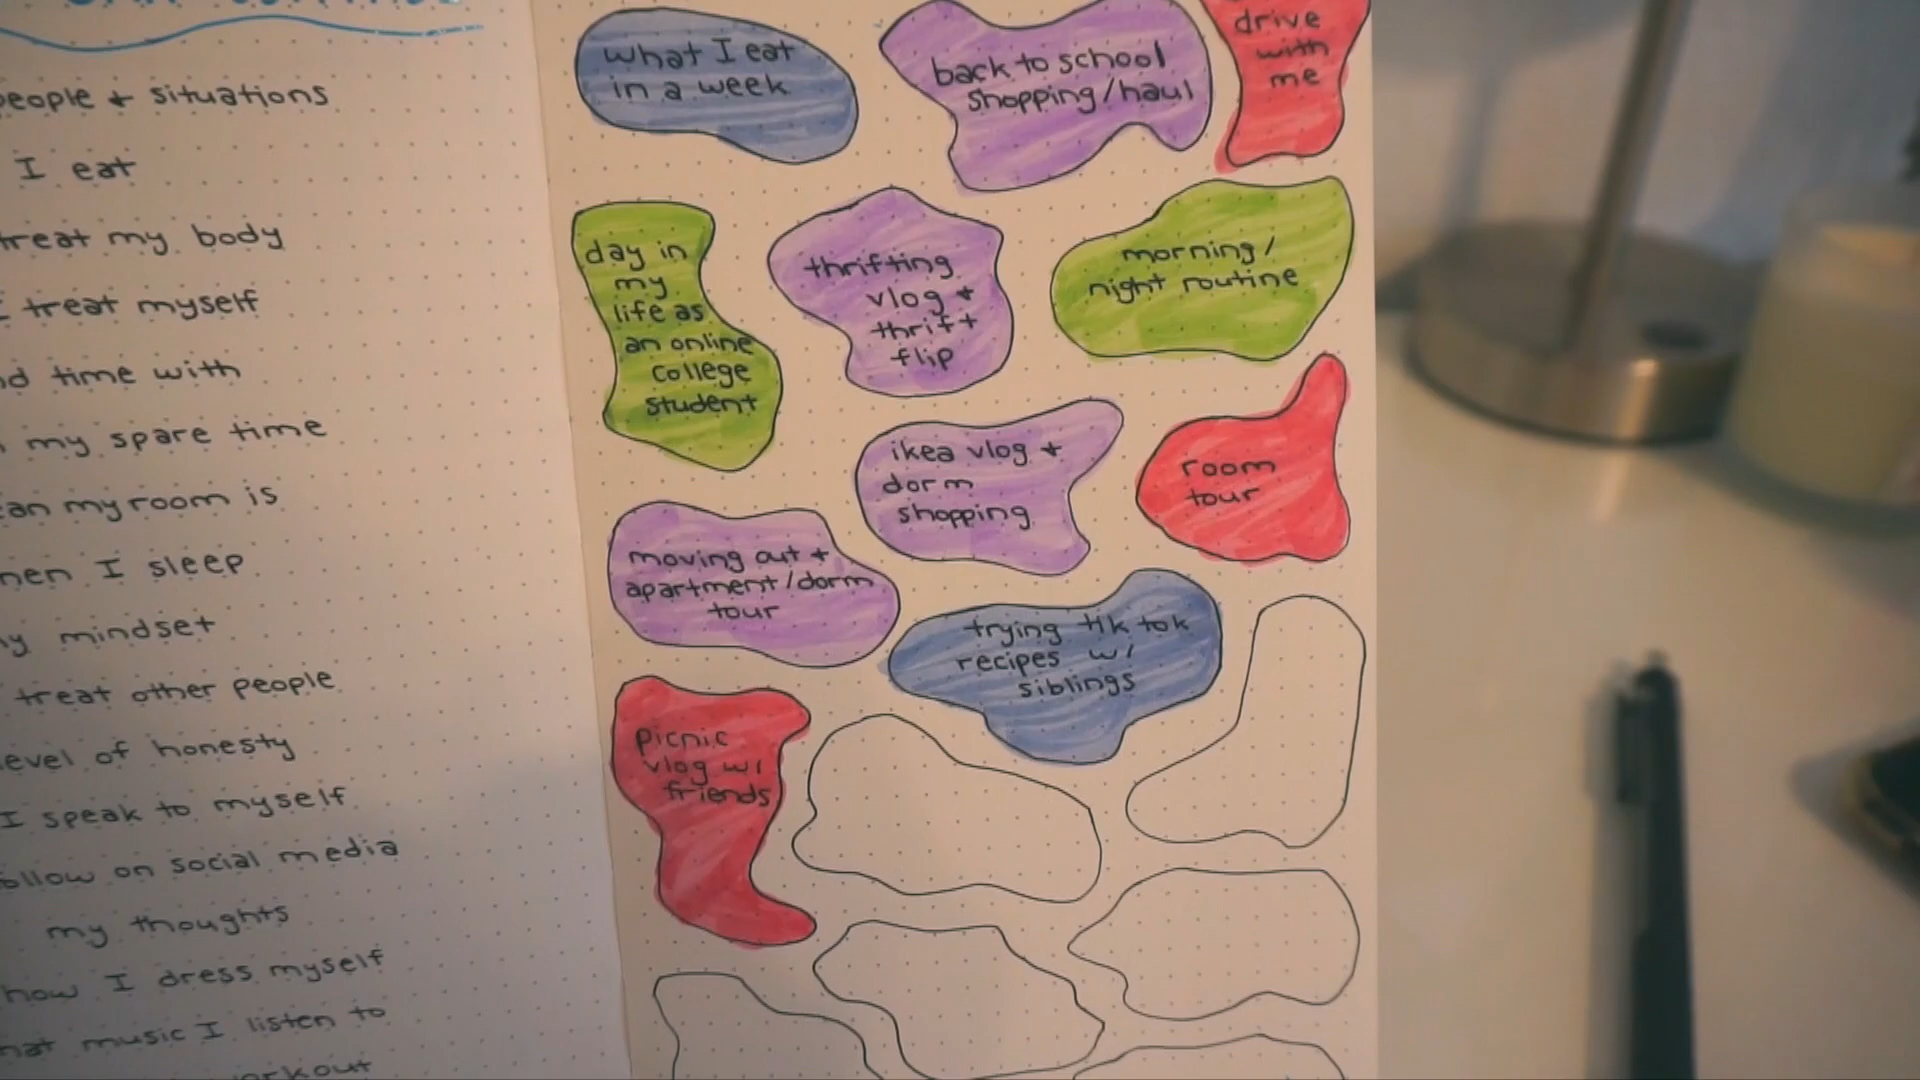 people + situations
I eat
treat my body
I treat myself
time with
my spare time
my room is
I sleep
mindset
treat other people
level of honesty
I speak to myself
follow on social media
my thoughts
how I dress myself
music I listen to
what I eat
in a week
back to school
shopping/haul
drive
with
me
day in
my
life as
an online
college
student
thrifting
vlog +
thrift
flip
morning/
night routine
ikea vlog +
dorm
shopping
room
tour
moving out +
apartment/dorm
tour
trying tik tok
recipes w/
siblings
picnic
vlog w/
friends